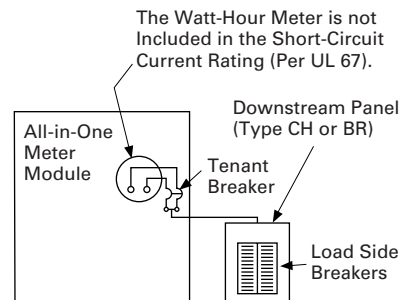 The Watt-Hour Meter is not
Included in the Short-Circuit
Current Rating (Per UL 67).
Downstream Panel
(Type CH or BR)
All-in-One
Meter
Module
Tenant
Breaker
Load Side
Breakers